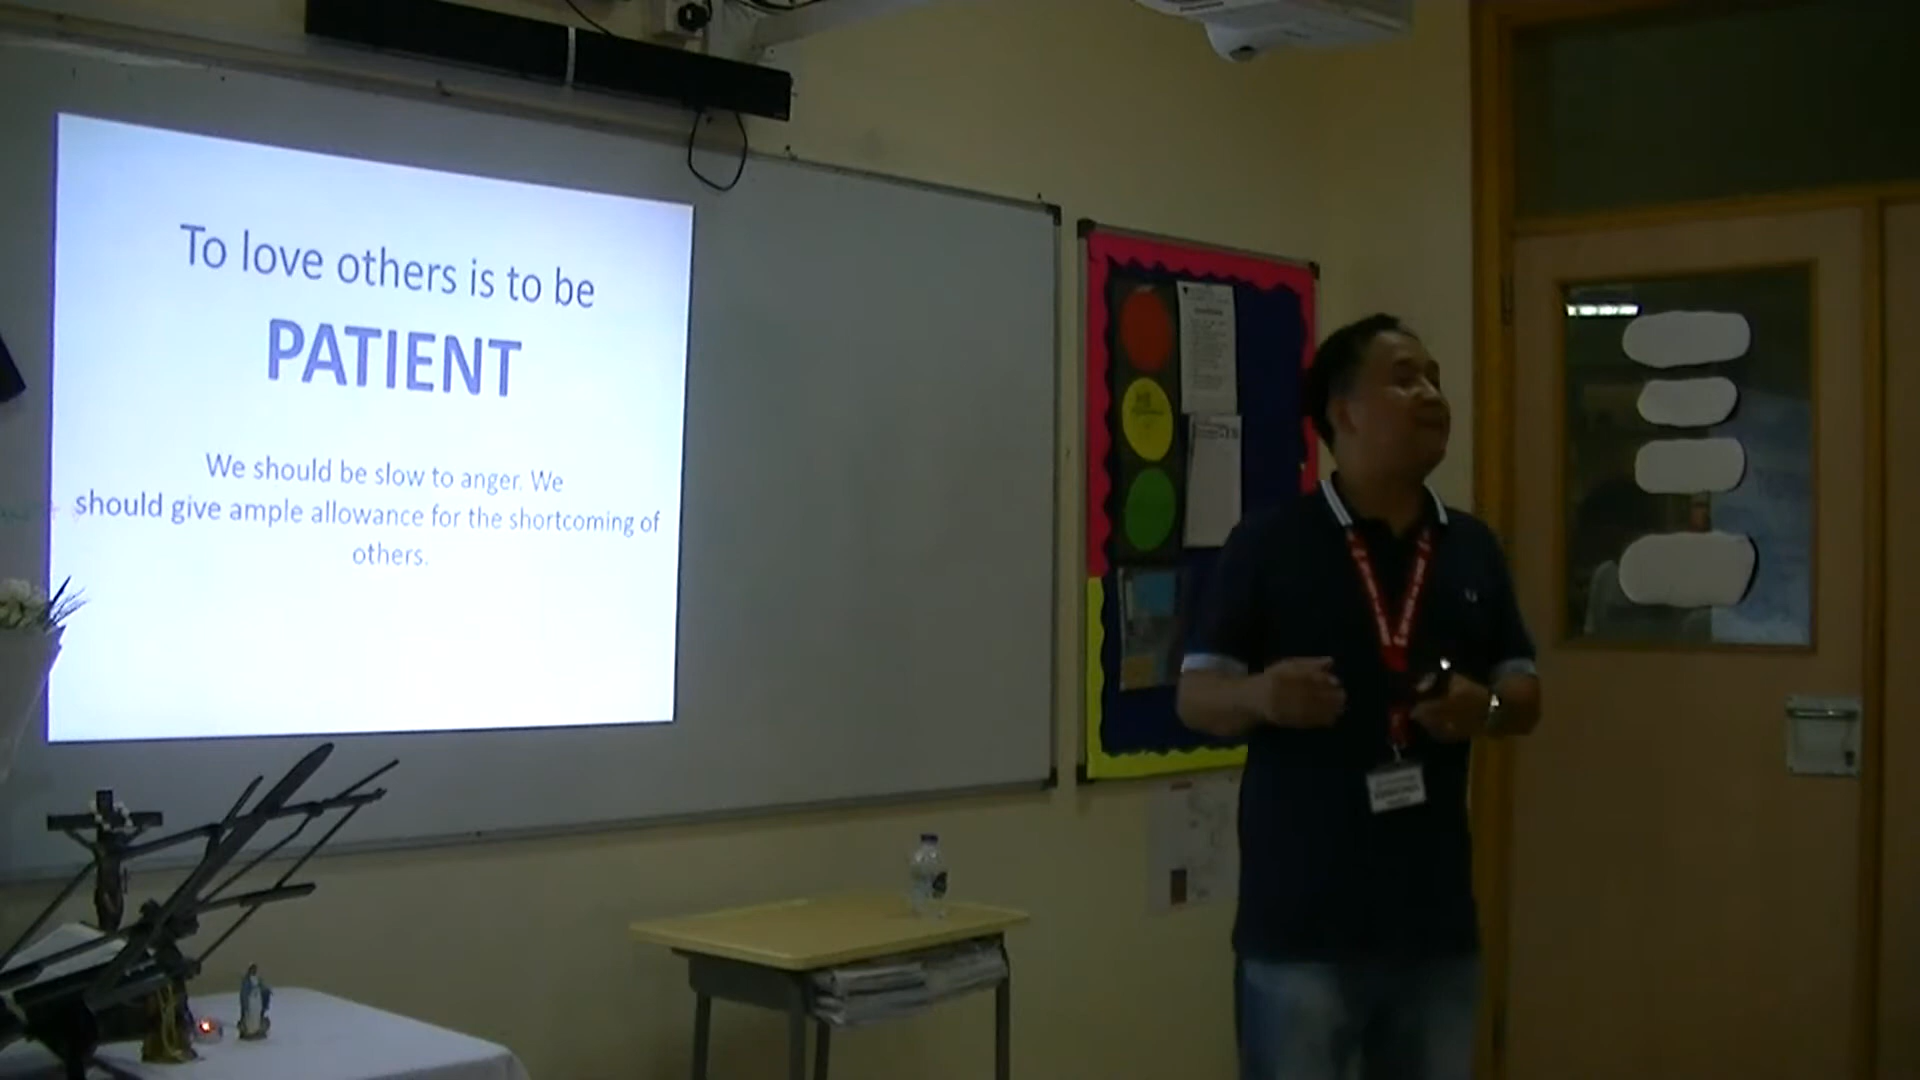 To love others is to be
PATIENT
We should be slow to anger. We
should give ample allowance for the shortcoming of
others.